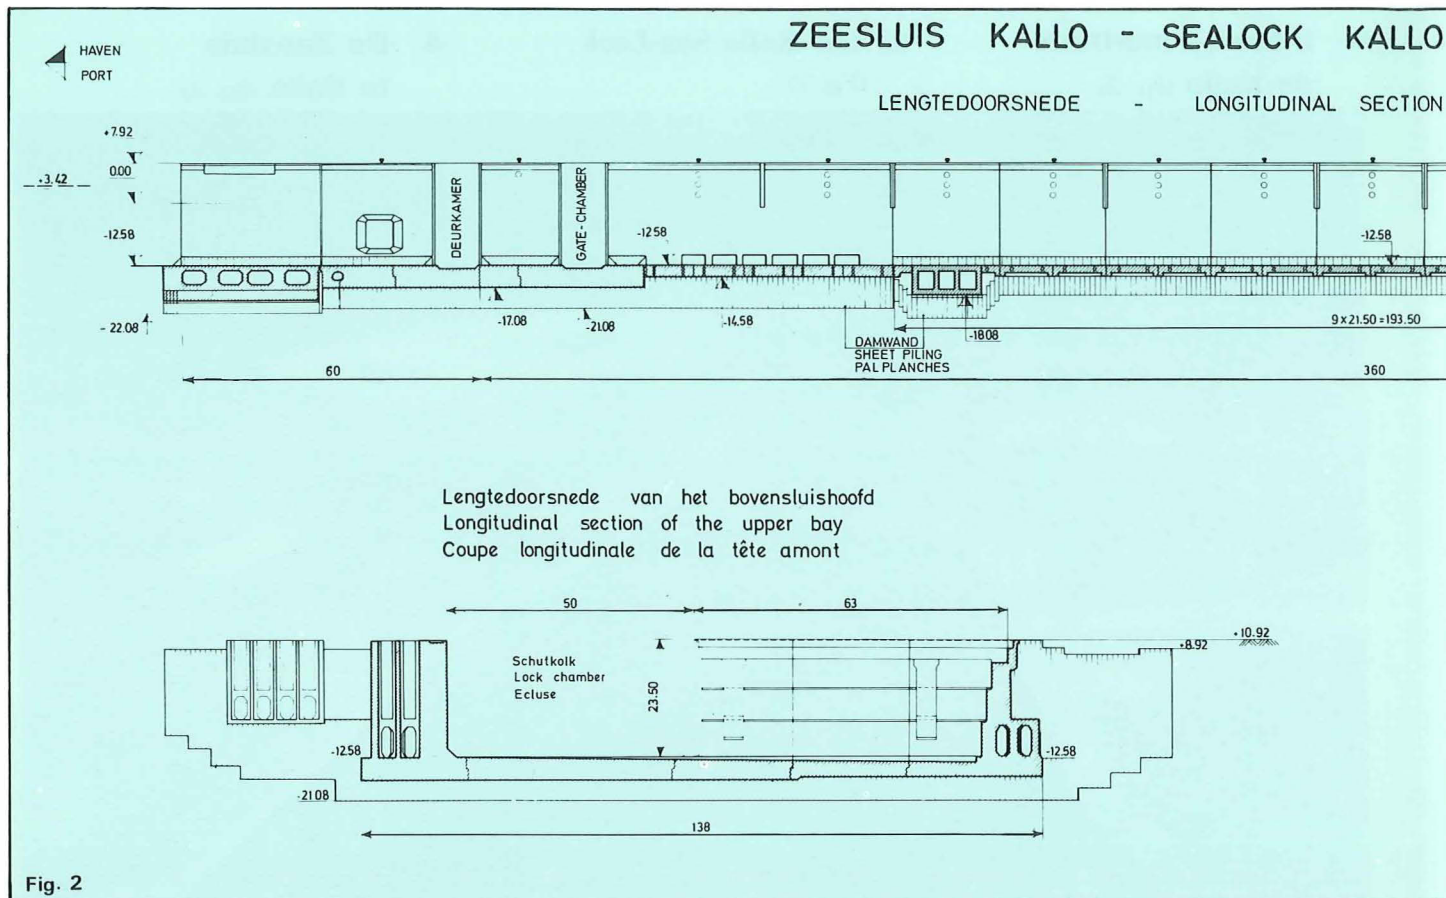 ZEESLUIS KALLO - SEALOCK KALLO
HAVEN
PORT
LENGTEDOORSNEDE - LONGITUDINAL SECTION
+7.92
0.00
+3.42
-12.58
DEURKAMER
GATE-CHAMBER
-12.58
-12.58
-22.08
-17.08
-21.08
-14.58
-18.08
9 x 21.50 = 193.50
DAMWAND
SHEET PILING
PALPLANCHES
60
360
Lengtedoorsnede van het bovensluishoofd
Longitudinal section of the upper bay
Coupe longitudinale de la tête amont
50
63
+10.92
+8.92
Schutkolk
Lock chamber
Ecluse
23.50
-12.58
-12.58
-21.08
138
Fig. 2